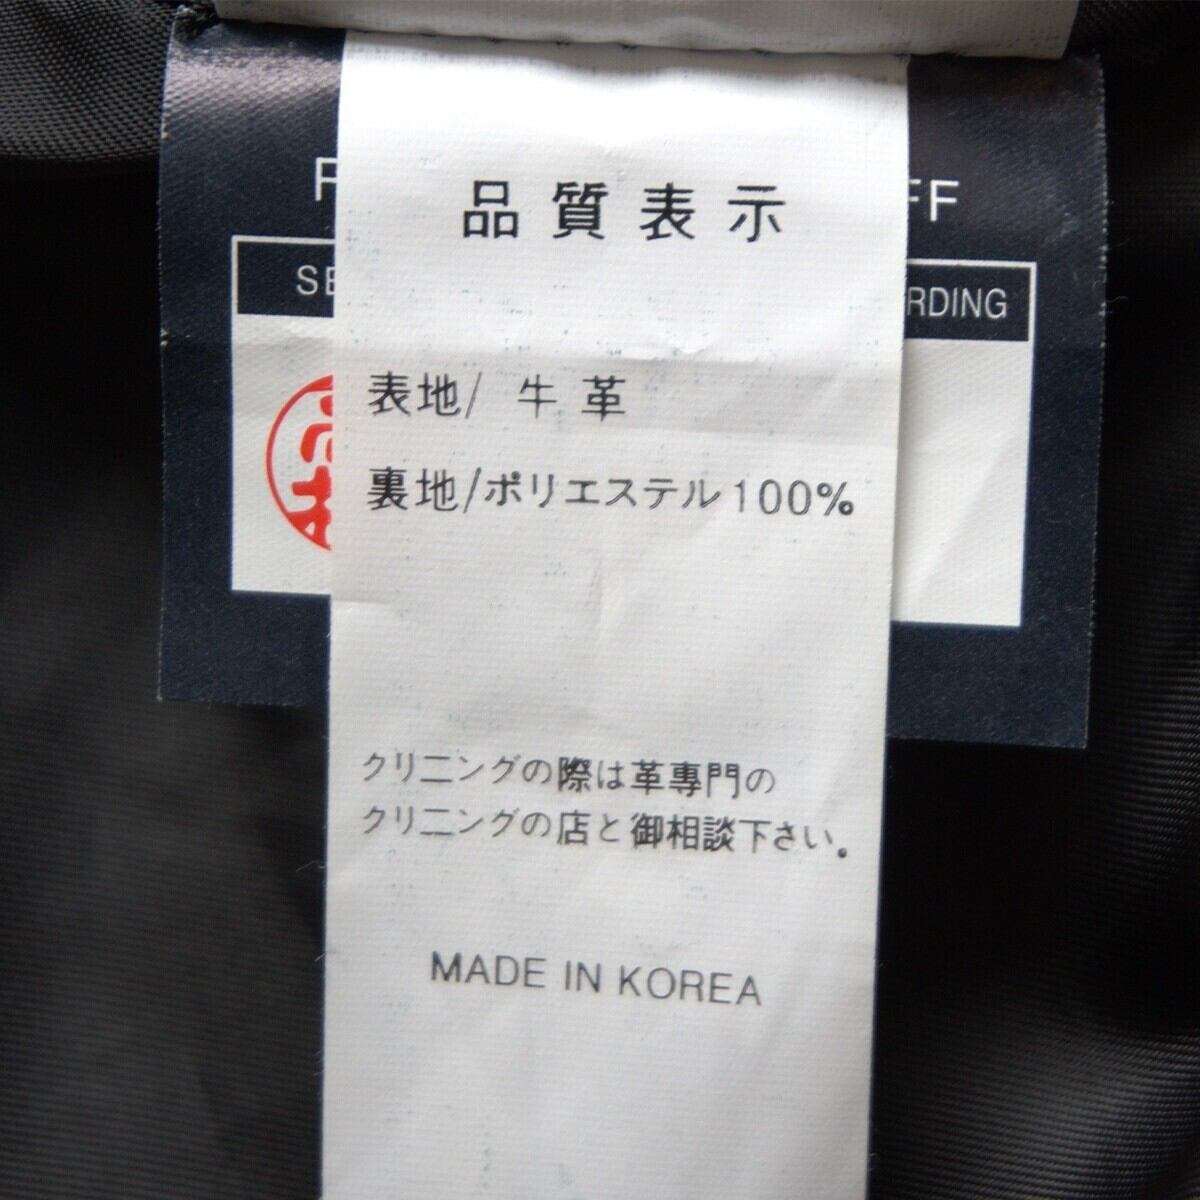 品質表示
表地/ 牛革
裏地/ポリエステル100%
クリニングの際は革専門の
クリニングの店と御相談下さい。
MADE IN KOREA